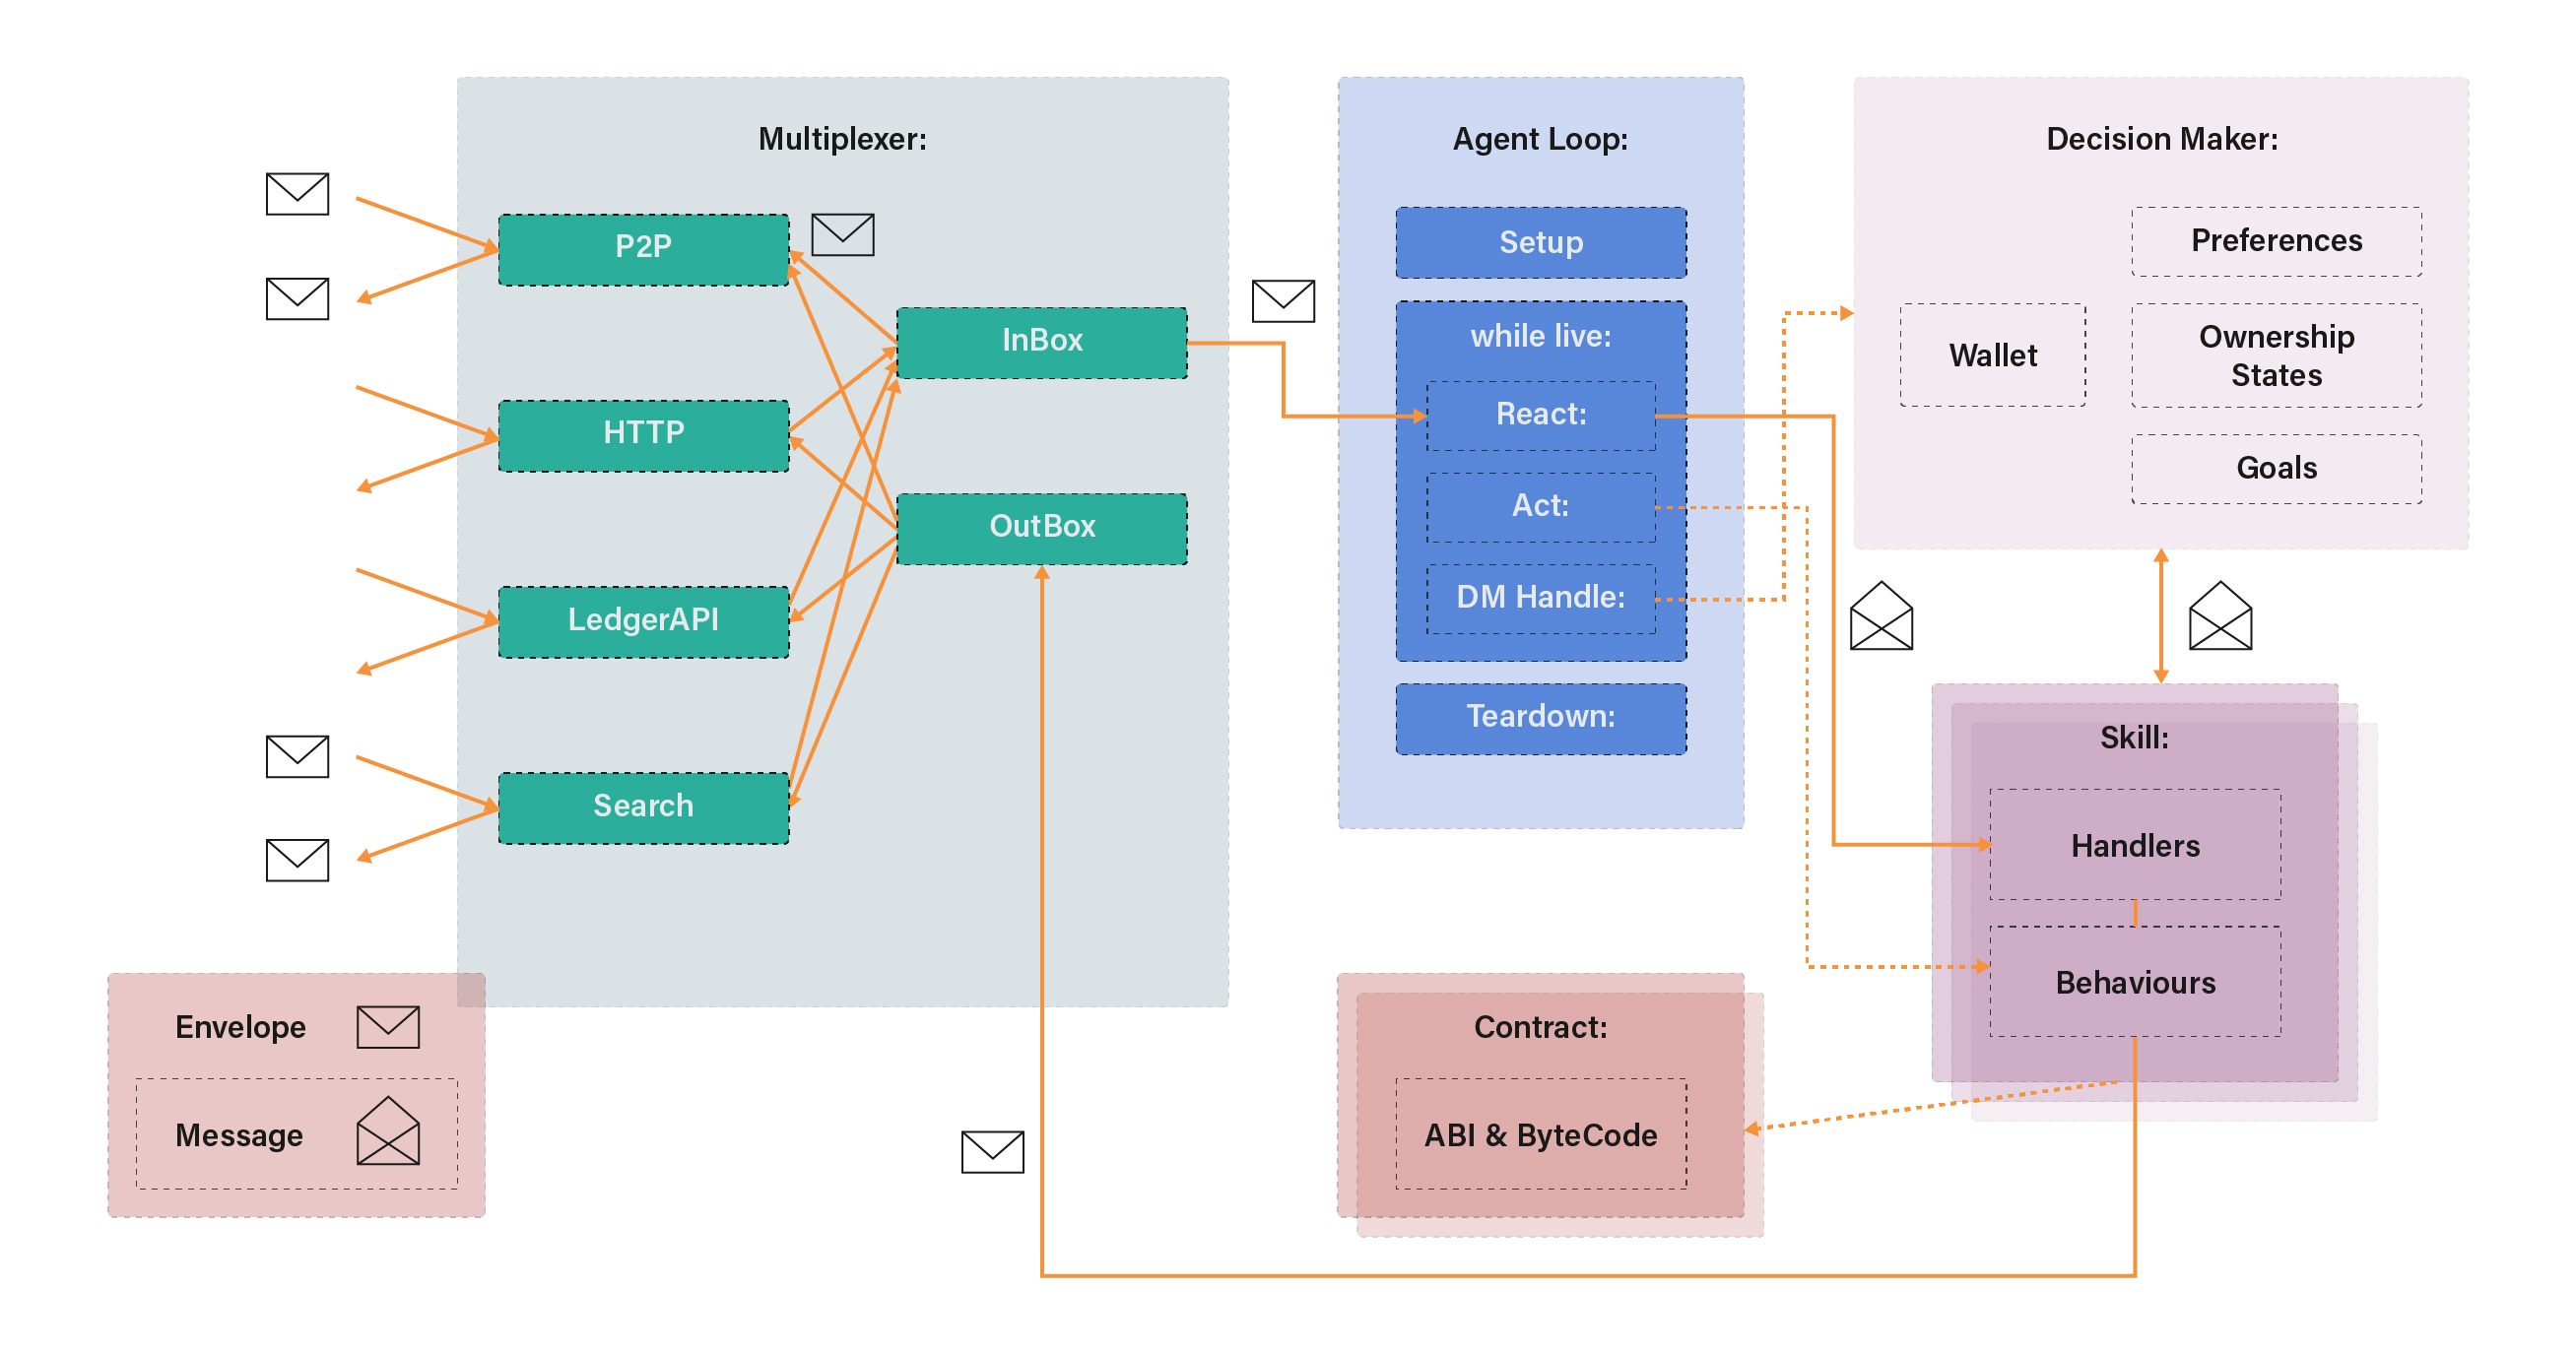 Multiplexer:
P2P
HTTP
LedgerAPI
Search
InBox
OutBox
Agent Loop:
Setup
while live:
React:
Act:
DM Handle:
Teardown:
Decision Maker:
Wallet
Preferences
Ownership
States
Goals
Skill:
Handlers
Behaviours
Contract:
ABI & ByteCode
Envelope
Message